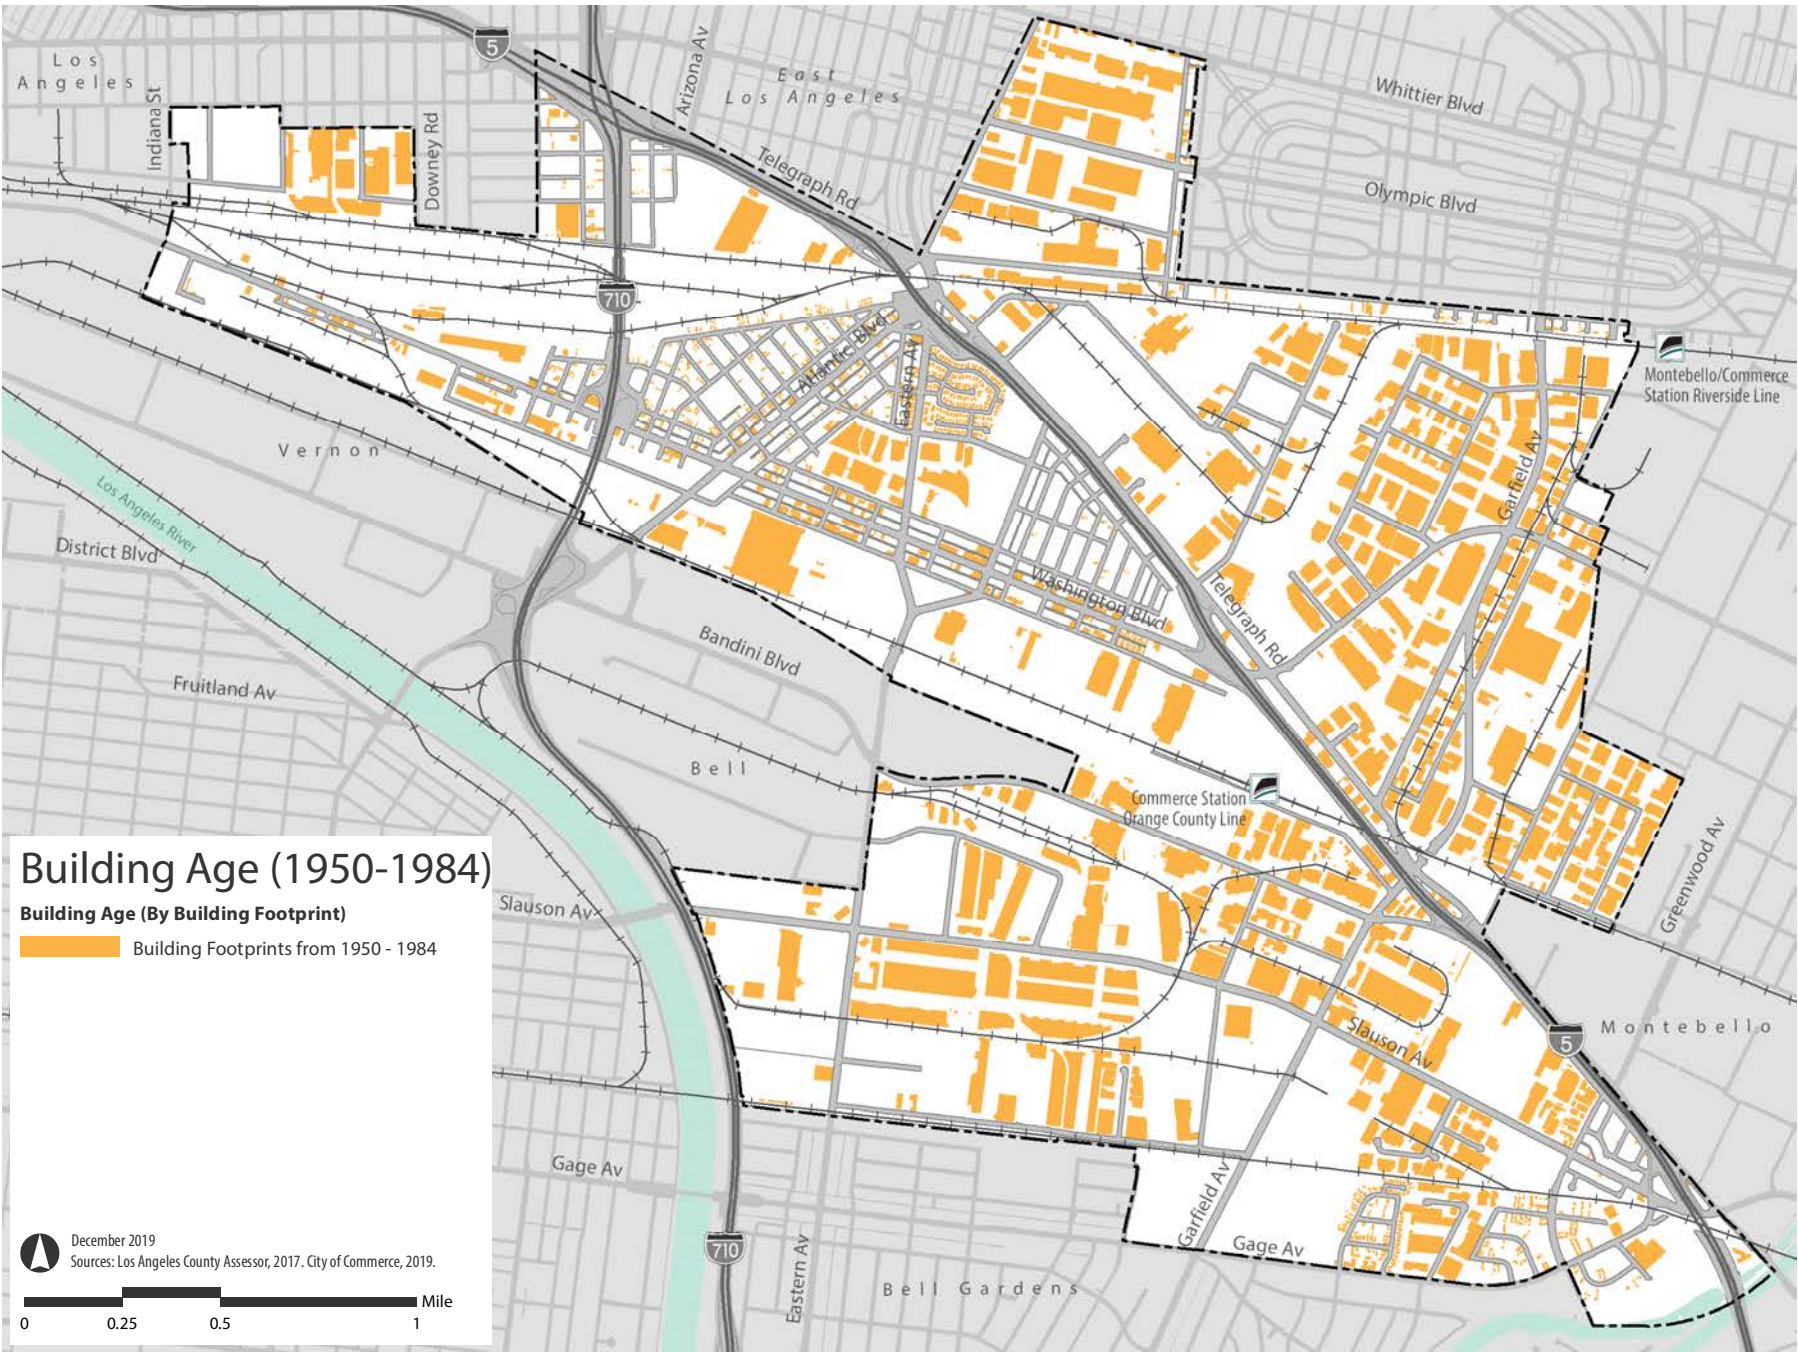 Los
Angeles
Indiana St
Downey Rd
5
Arizona Av
East
Los Angeles
Telegraph Rd
Whittier Blvd
Olympic Blvd
710
Atlantic Blvd
Eastern Av
Montebello/Commerce
Station Riverside Line
Garfield Av
Vernon
Los Angeles River
District Blvd
Washington Blvd
Telegraph Rd
Bandini Blvd
Fruitland Av
Bell
Commerce Station
Orange County Line
Greenwood Av
Slauson Av
Montebello
Slauson Av
5
Gage Av
Garfield Av
Gage Av
710
Eastern Av
Bell Gardens
Building Age (1950-1984)
Building Age (By Building Footprint)
Building Footprints from 1950 - 1984
December 2019
Sources: Los Angeles County Assessor, 2017. City of Commerce, 2019.
Mile
0 0.25 0.5 1